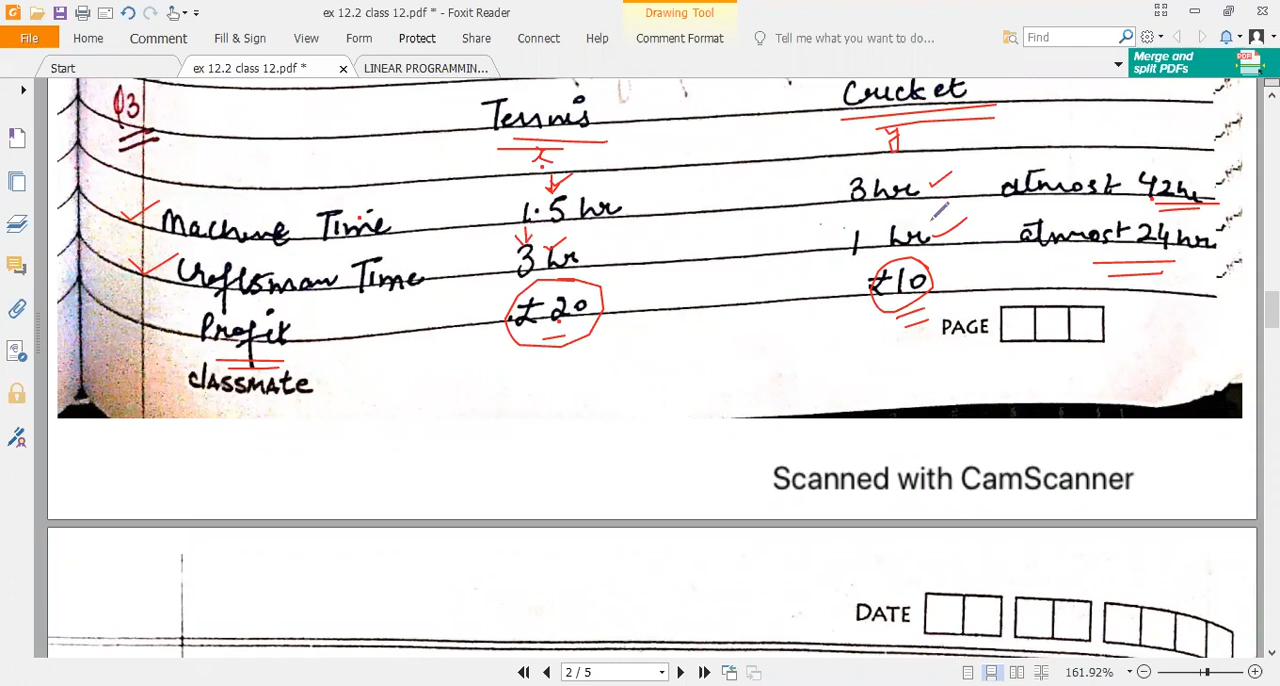 ex 12.2 class 12.pdf * - Foxit Reader
Drawing Tool
File Home Comment Fill & Sign View Form Protect Share Connect Help Comment Format Tell me what you want to do... Find
Start ex 12.2 class 12.pdf * LINEAR PROGRAMMIN... Merge and split PDFs
Q3 Tennis Cricket
x y
Machine Time 1.5 hr 3 hr atmost 42 hr
Craftsman Time 3 hr 1 hr atmost 24 hr
Profit ₹ 20 ₹ 10
PAGE
classmate
Scanned with CamScanner
DATE
2 / 5 161.92%